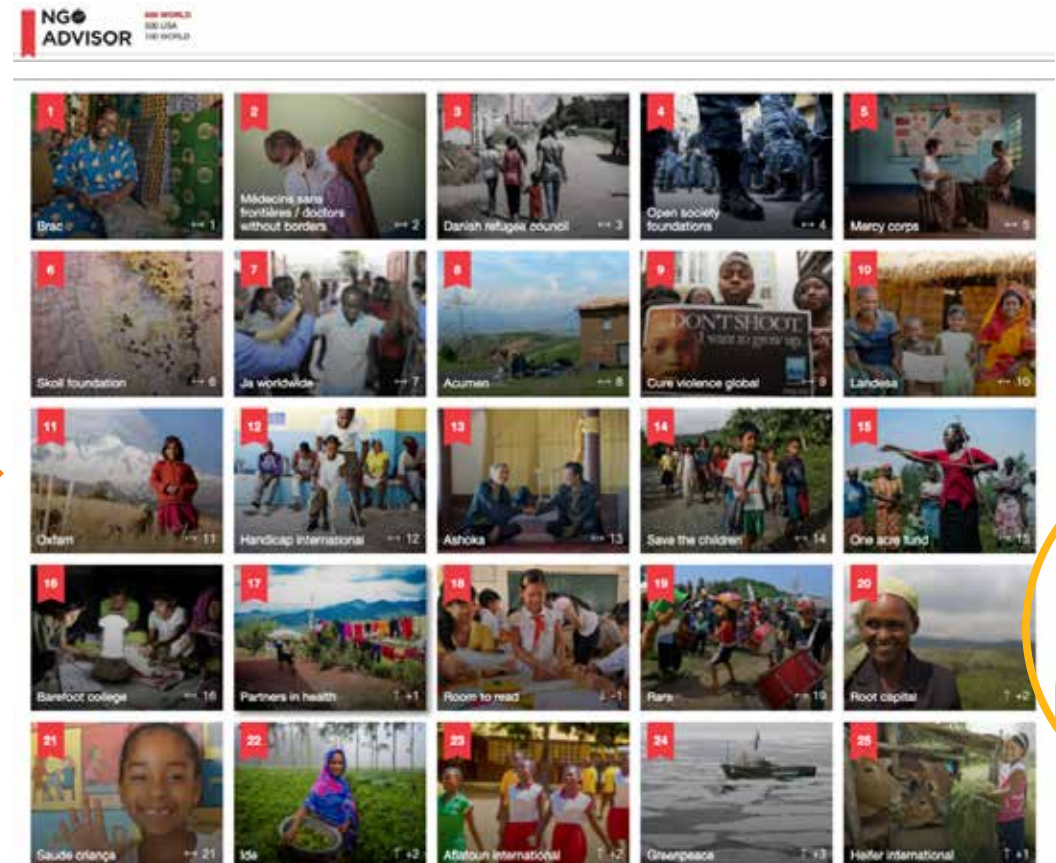 NGO
ADVISOR
500 WORLD
500 USA
100 WORLD
1
Brac
↔ 1
2
Médecins sans
frontières / doctors
without borders
↔ 2
3
Danish refugee council
↔ 3
4
Open society
foundations
↔ 4
5
Mercy corps
↔ 5
6
Skoll foundation
↔ 6
7
Ja worldwide
↔ 7
8
Acumen
↔ 8
9
DON'T SHOOT
I want to grow up.
Cure violence global
↔ 9
10
Landesa
↔ 10
11
Oxfam
↔ 11
12
Handicap international
↔ 12
13
Ashoka
↔ 13
14
Save the children
↔ 14
15
One acre fund
↔ 15
16
Barefoot college
↔ 16
17
Partners in health
↑ +1
18
Room to read
↓ -1
19
Rare
↔ 19
20
Root capital
↑ +2
21
Saude criança
↔ 21
22
Ide
↑ +2
23
Aflatoun international
↑ +2
24
Greenpeace
↑ +3
25
Heifer international
↑ +1